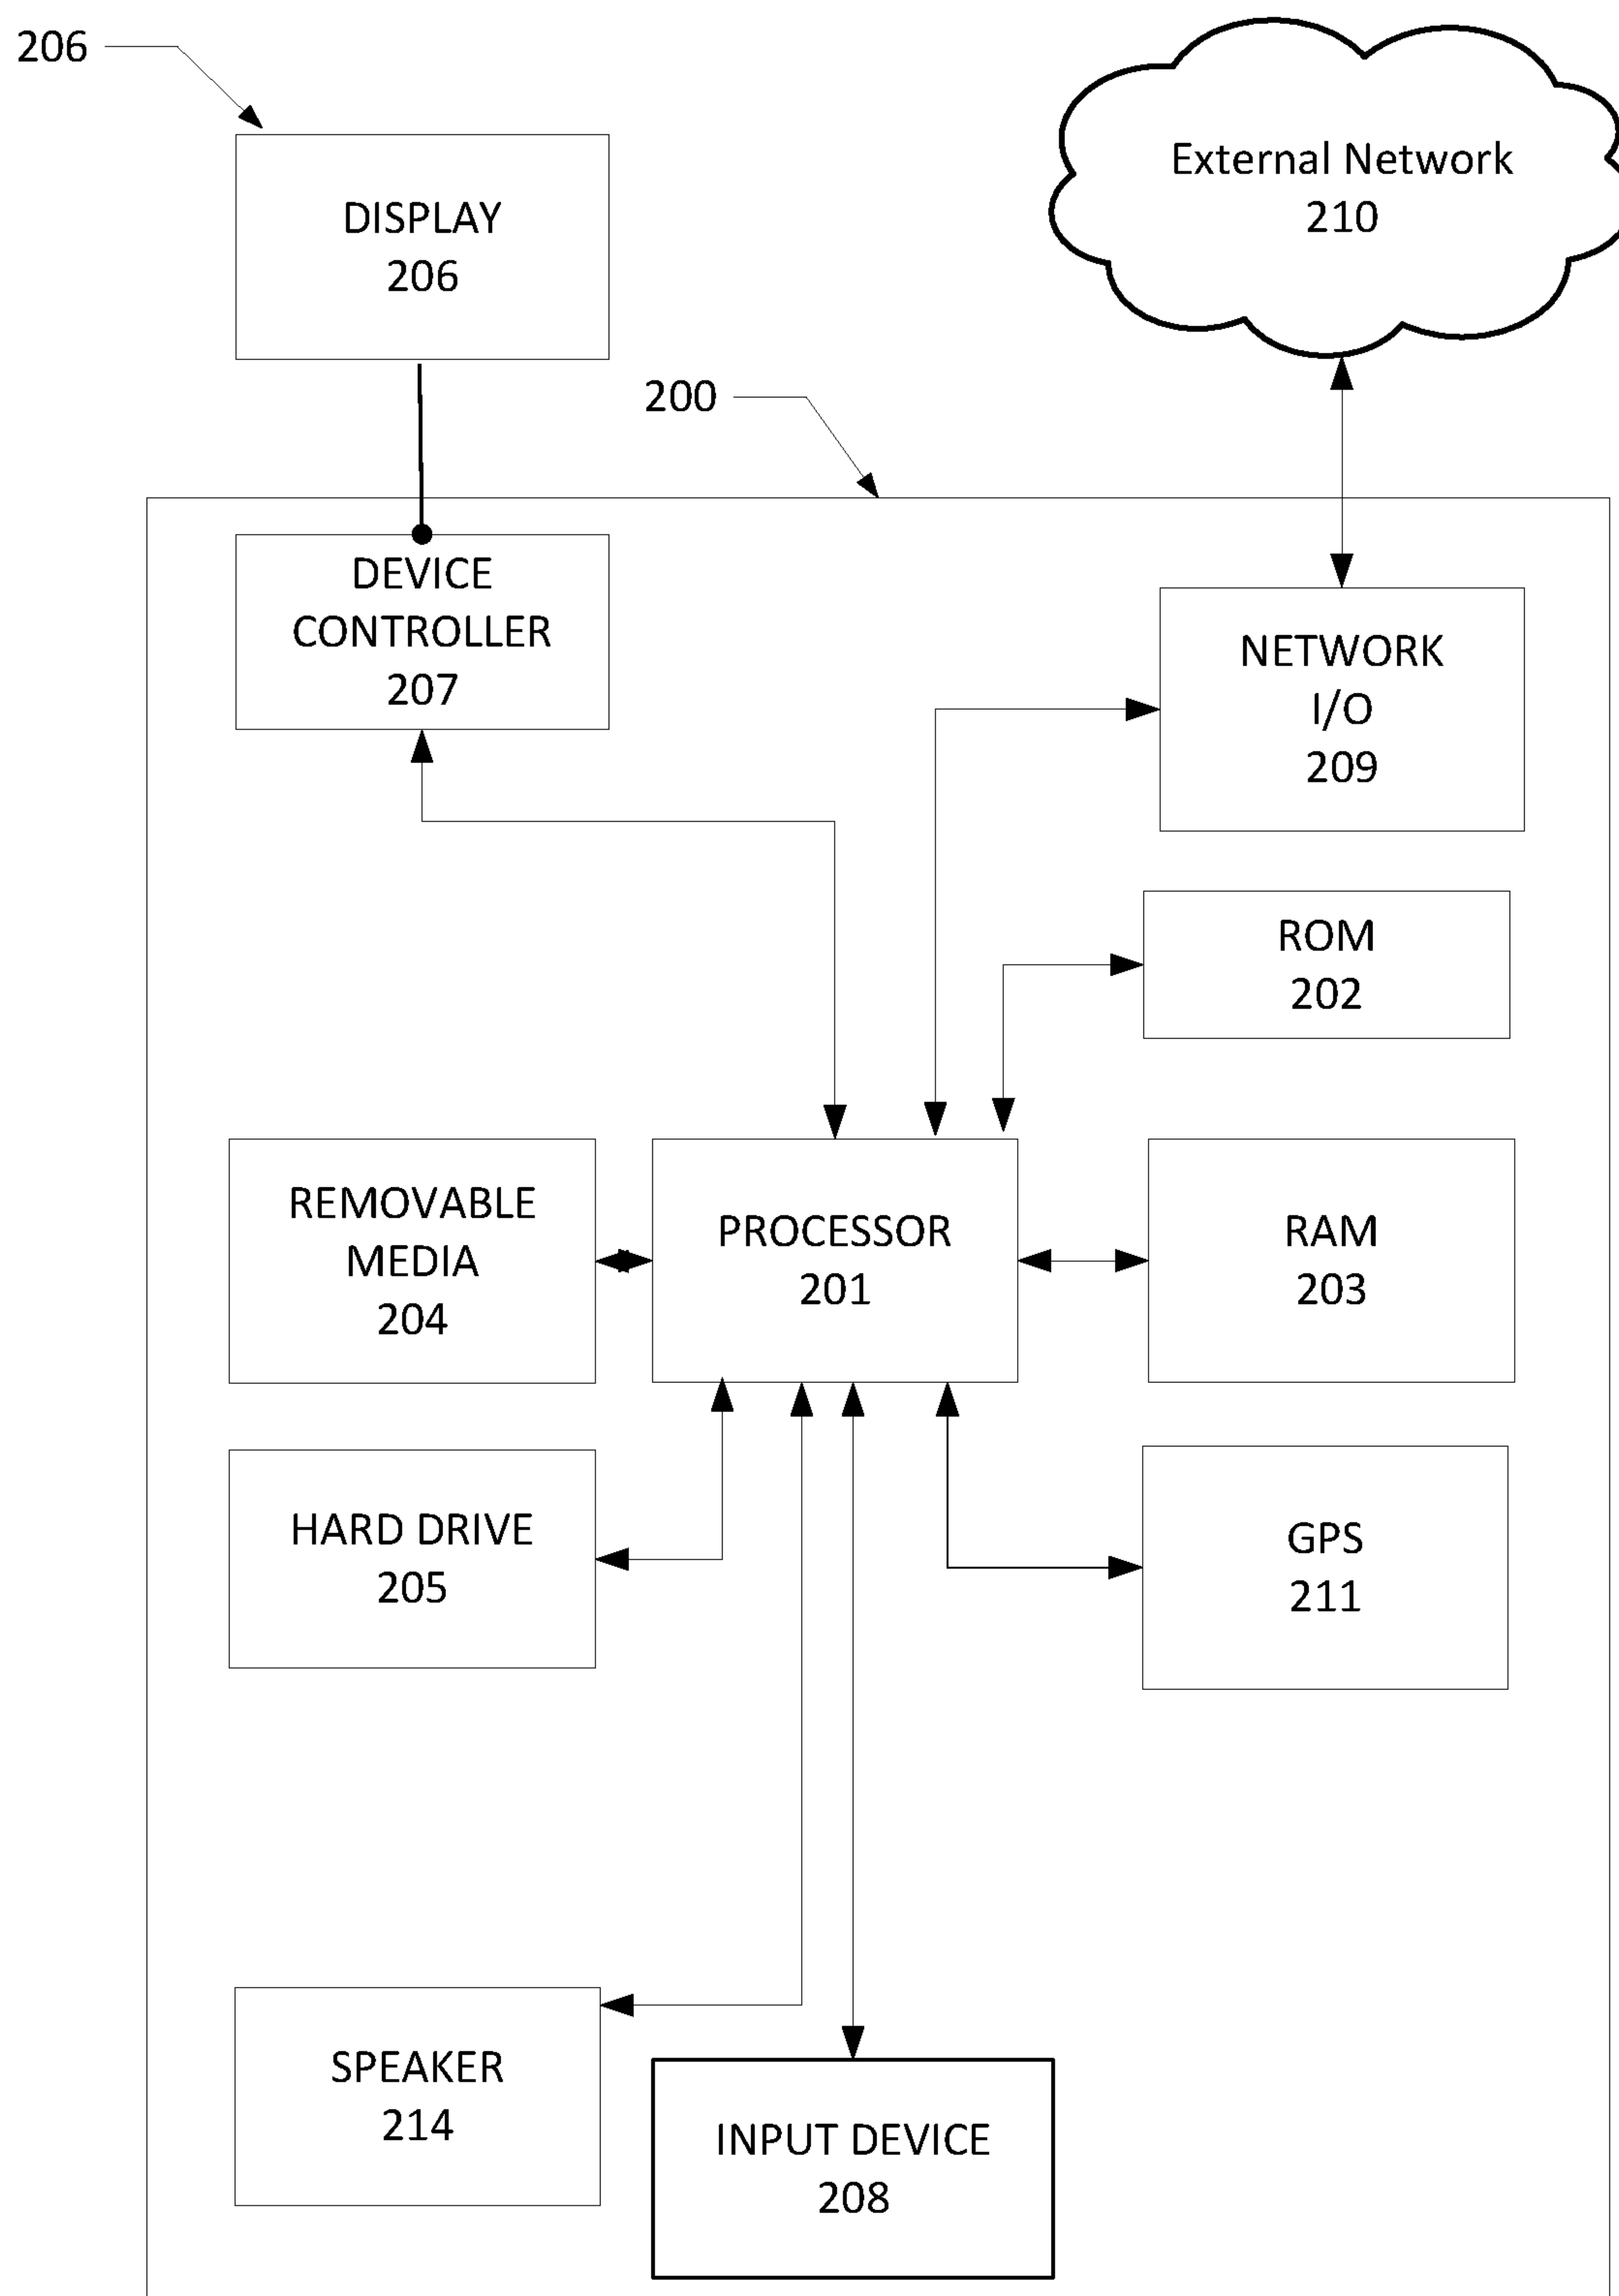 206
DISPLAY
206
External Network
210
200
DEVICE
CONTROLLER
207
NETWORK
I/O
209
ROM
202
REMOVABLE
MEDIA
204
PROCESSOR
201
RAM
203
HARD DRIVE
205
GPS
211
SPEAKER
214
INPUT DEVICE
208